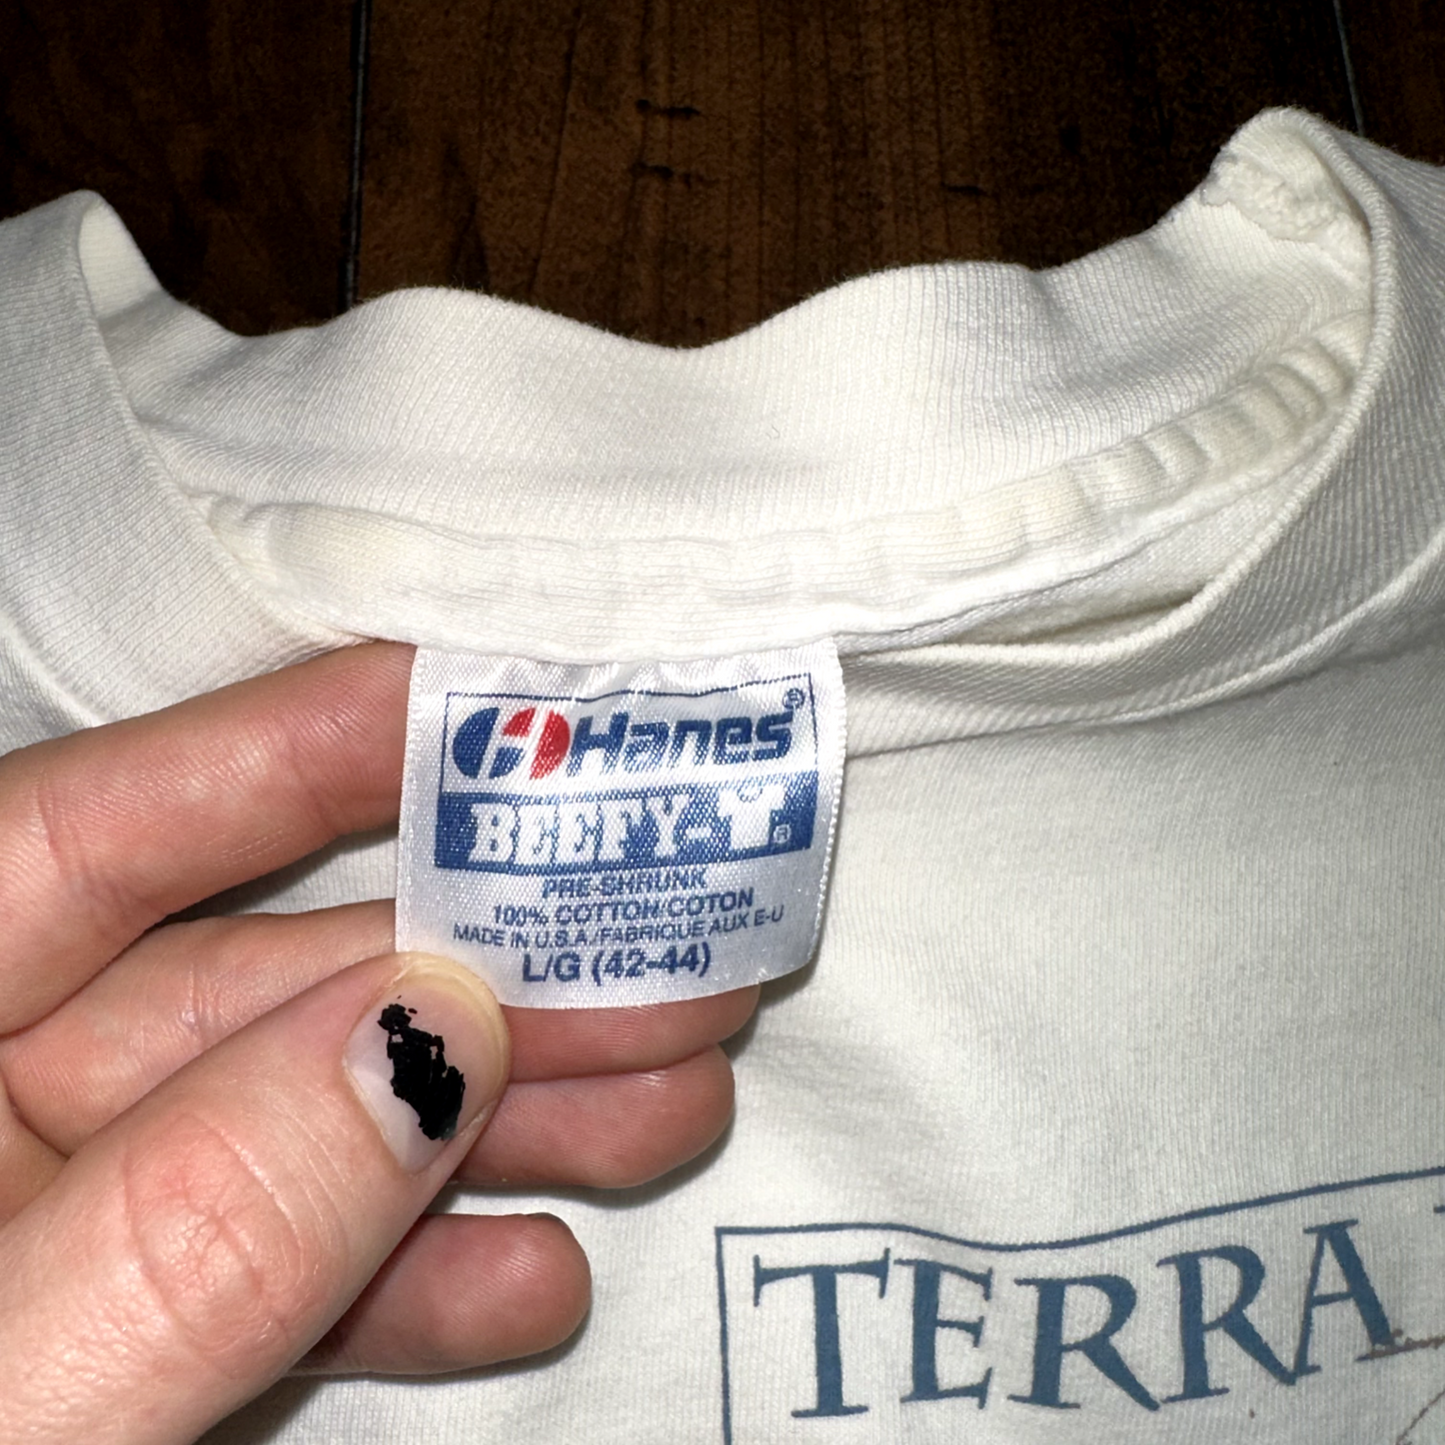 Hanes®
BEEFY-T®
PRE-SHRUNK
100% COTTON/COTON
MADE IN U.S.A./FABRIQUE AUX E-U
L/G (42-44)
TERRA